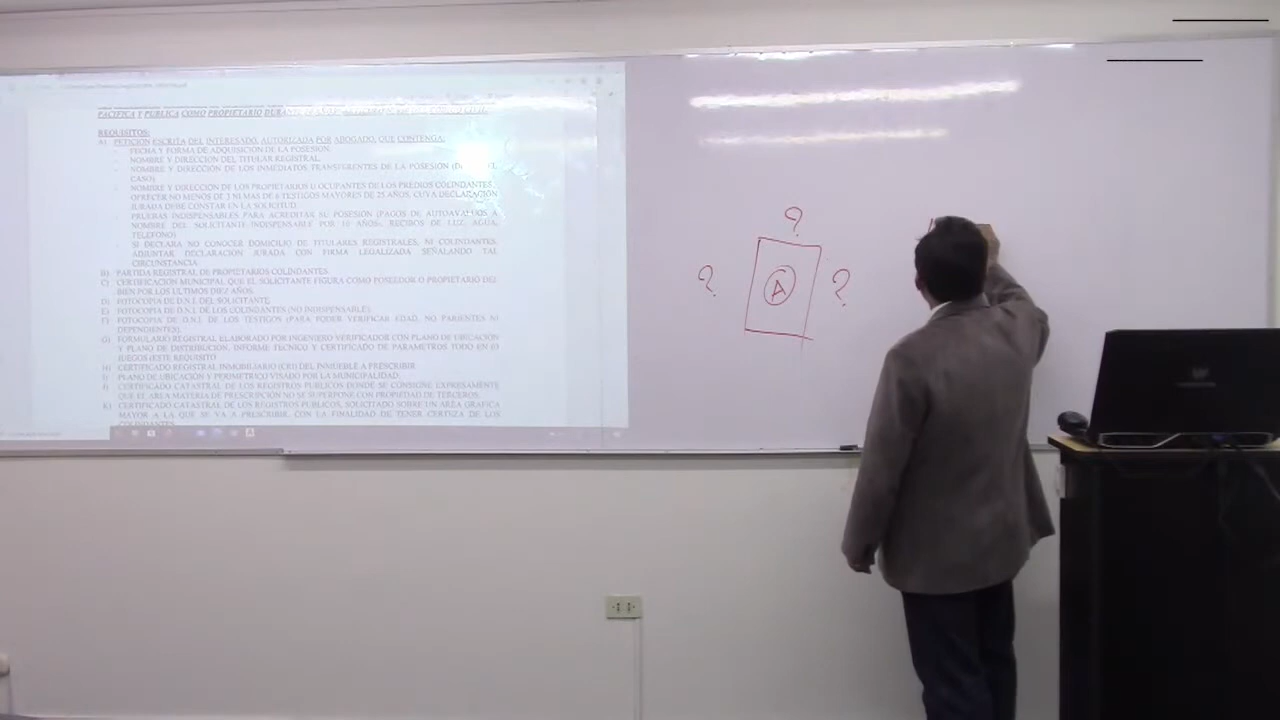 PACIFICA Y PUBLICA COMO PROPIETARIO
REQUISITOS:
A) PETICION ESCRITA DEL INTERESADO, AUTORIZADA POR ABOGADO, QUE CONTENGA:
- FECHA Y FORMA DE ADQUISICION DE LA POSESION.
- NOMBRE Y DIRECCION DEL TITULAR REGISTRAL.
- NOMBRE Y DIRECCION DE LOS INMEDIATOS TRANSFERENTES DE LA POSESION
CASO)
- NOMBRE Y DIRECCION DE LOS PROPIETARIOS U OCUPANTES DE LOS PREDIOS COLINDANTES.
- OFRECER NO MENOS DE 3 NI MAS DE 6 TESTIGOS MAYORES DE 25 AÑOS, CUYA DECLARACION
JURADA DEBE CONSTAR EN LA SOLICITUD.
- PRUEBAS INDISPENSABLES PARA ACREDITAR SU POSESION (PAGOS DE AUTOAVALUOS A
NOMBRE DEL SOLICITANTE INDISPENSABLE POR 10 AÑOS, RECIBOS DE LUZ, AGUA,
TELEFONO)
- SI DECLARA NO CONOCER DOMICILIO DE TITULARES REGISTRALES, NI COLINDANTES,
ADJUNTAR DECLARACION JURADA CON FIRMA LEGALIZADA SEÑALANDO TAL
CIRCUNSTANCIA
B) PARTIDA REGISTRAL DE PROPIETARIOS COLINDANTES.
C) CERTIFICACION MUNICIPAL QUE EL SOLICITANTE FIGURA COMO POSEEDOR O PROPIETARIO DEL
BIEN POR LOS ULTIMOS DIEZ AÑOS.
D) FOTOCOPIA DE D.N.I. DEL SOLICITANTE.
E) FOTOCOPIA DE D.N.I. DE LOS COLINDANTES (NO INDISPENSABLE).
F) FOTOCOPIA DE D.N.I. DE LOS TESTIGOS (PARA PODER VERIFICAR EDAD, NO PARIENTES NI
DEPENDIENTES).
G) FORMULARIO REGISTRAL ELABORADO POR INGENIERO VERIFICADOR CON PLANO DE UBICACIÓN
Y PLANO DE DISTRIBUCION, INFORME TECNICO Y CERTIFICADO DE PARAMETROS TODO EN 03
JUEGOS (ESTE REQUISITO
H) CERTIFICADO REGISTRAL INMOBILIARIO (CRI) DEL INMUEBLE A PRESCRIBIR
I) PLANO DE UBICACIÓN Y PERIMETRICO VISADO POR LA MUNICIPALIDAD.
J) CERTIFICADO CATASTRAL DE LOS REGISTROS PUBLICOS DONDE SE CONSIGNE EXPRESAMENTE
QUE EL AREA MATERIA DE PRESCRIPCIÓN NO SE SUPERPONE CON PROPIEDAD DE TERCEROS.
K) CERTIFICADO CATASTRAL DE LOS REGISTROS PUBLICOS, SOLICITADO SOBRE UN AREA GRAFICA
MAYOR A LA QUE SE VA A PRESCRIBIR, CON LA FINALIDAD DE TENER CERTEZA DE LOS
COLINDANTES.
?
? A ?